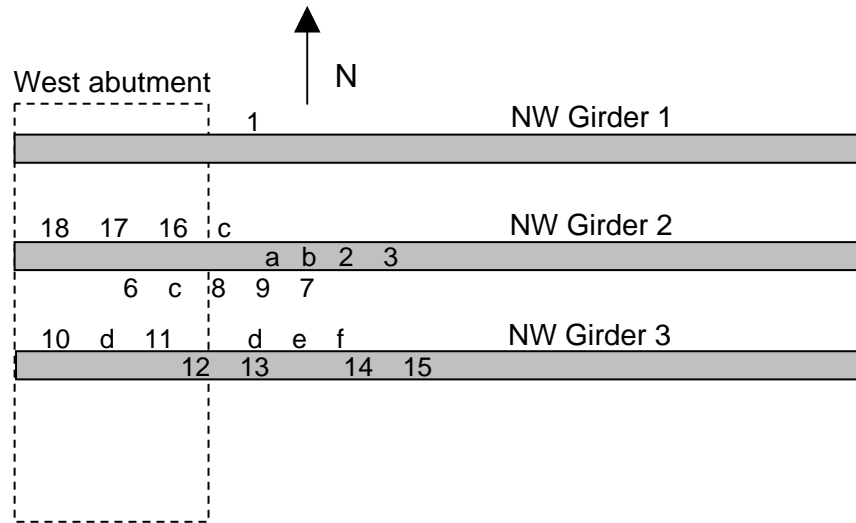 N
West abutment
1 NW Girder 1
18 17 16 c NW Girder 2
a b 2 3
6 c 8 9 7
10 d 11 d e f NW Girder 3
12 13 14 15